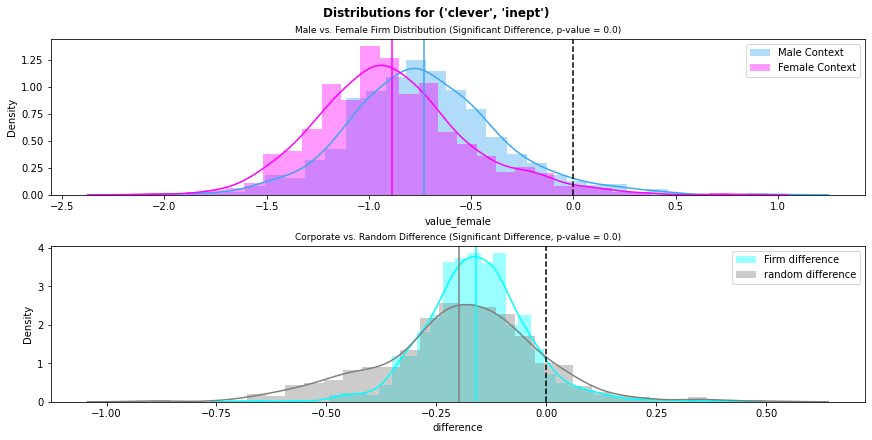 Distributions for ('clever', 'inept')
Male vs. Female Firm Distribution (Significant Difference, p-value = 0.0)
Male Context
Female Context
Density
1.25
1.00
0.75
0.50
0.25
0.00
−2.5 −2.0 −1.5 −1.0 −0.5 0.0 0.5 1.0
value_female
Corporate vs. Random Difference (Significant Difference, p-value = 0.0)
Firm difference
random difference
Density
4
3
2
1
0
−1.00 −0.75 −0.50 −0.25 0.00 0.25 0.50
difference